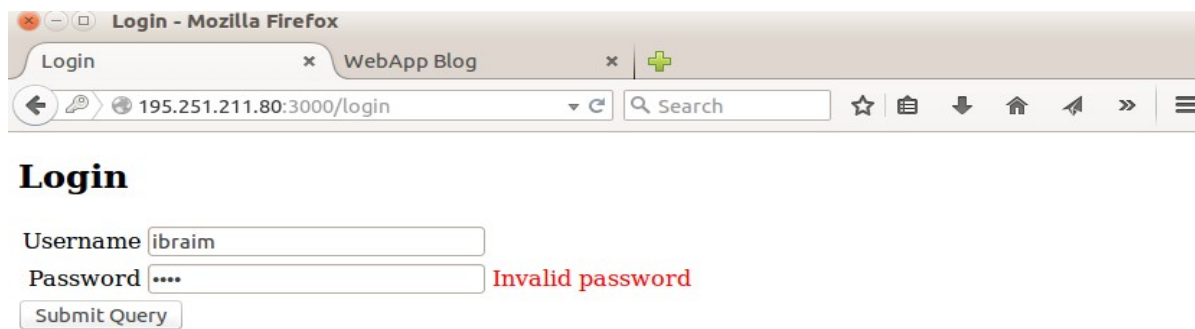 Login - Mozilla Firefox
Login WebApp Blog
195.251.211.80:3000/login Search
Login
Username ibraim
Password •••• Invalid password
Submit Query